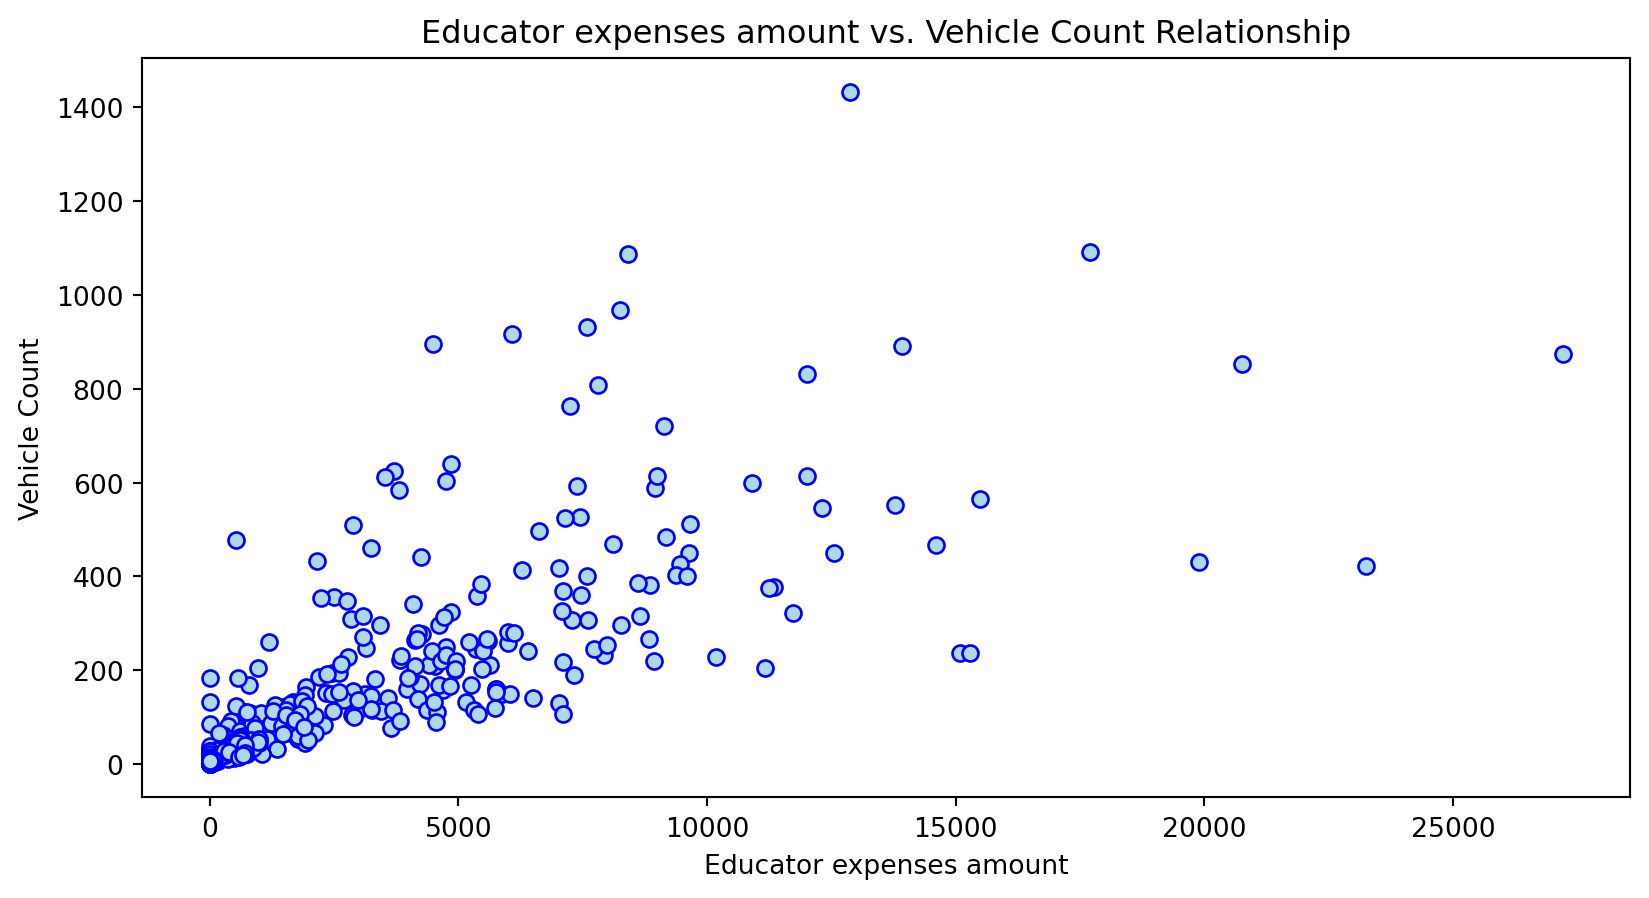 Educator expenses amount vs. Vehicle Count Relationship
Vehicle Count
1400
1200
1000
800
600
400
200
0
0 5000 10000 15000 20000 25000
Educator expenses amount